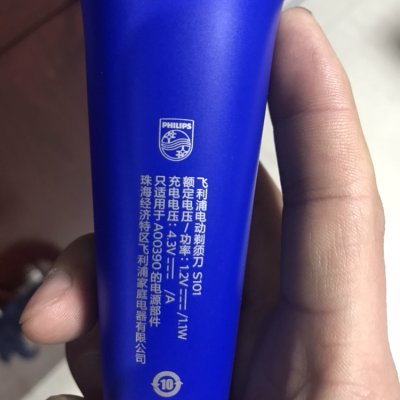 PHILIPS
飞利浦电动剃须刀 S101
额定电压/功率:1.2V⎓/1.1W
充电电压:4.3V⎓ /A
只适用于 A00390 的电源部件
珠海经济特区飞利浦家庭电器有限公司
10